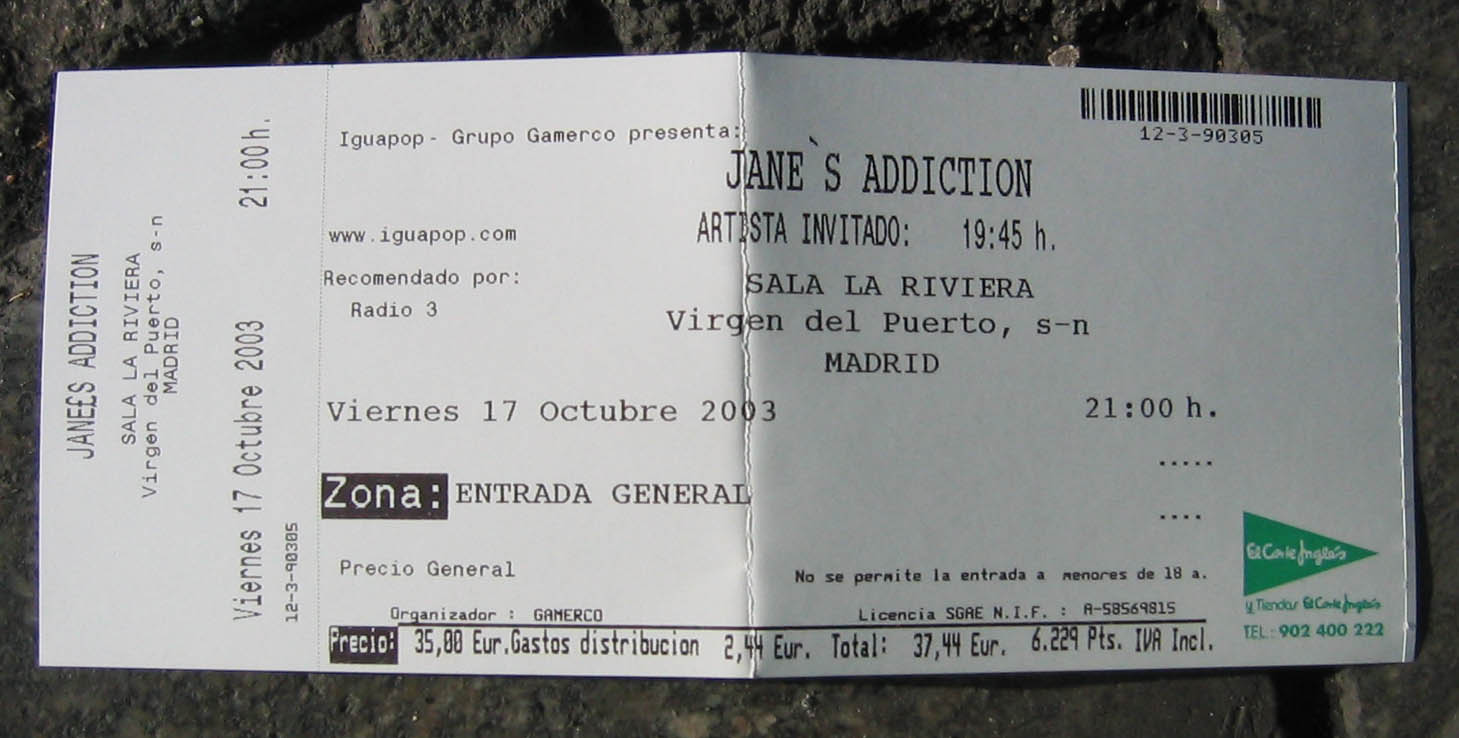 JANE£S ADDICTION
SALA LA RIVIERA
Virgen del Puerto, s-n
MADRID
Viernes 17 Octubre 2003 21:00 h.
12-3-90305
Iguapop- Grupo Gamerco presenta:
12-3-90305
JANE`S ADDICTION
www.iguapop.com
ARTISTA INVITADO: 19:45 h.
Recomendado por:
Radio 3
SALA LA RIVIERA
Virgen del Puerto, s-n
MADRID
Viernes 17 Octubre 2003 21:00 h.
.....
Zona: ENTRADA GENERAL
....
Precio General
No se permite la entrada a menores de 18 a.
Organizador : GAMERCO
Licencia SGAE N.I.F. : A-58569815
Precio: 35,00 Eur.Gastos distribucion 2,44 Eur. Total: 37,44 Eur. 6.229 Pts. IVA Incl.
El Corte Inglés
y Tiendas El Corte Inglés
TEL.: 902 400 222